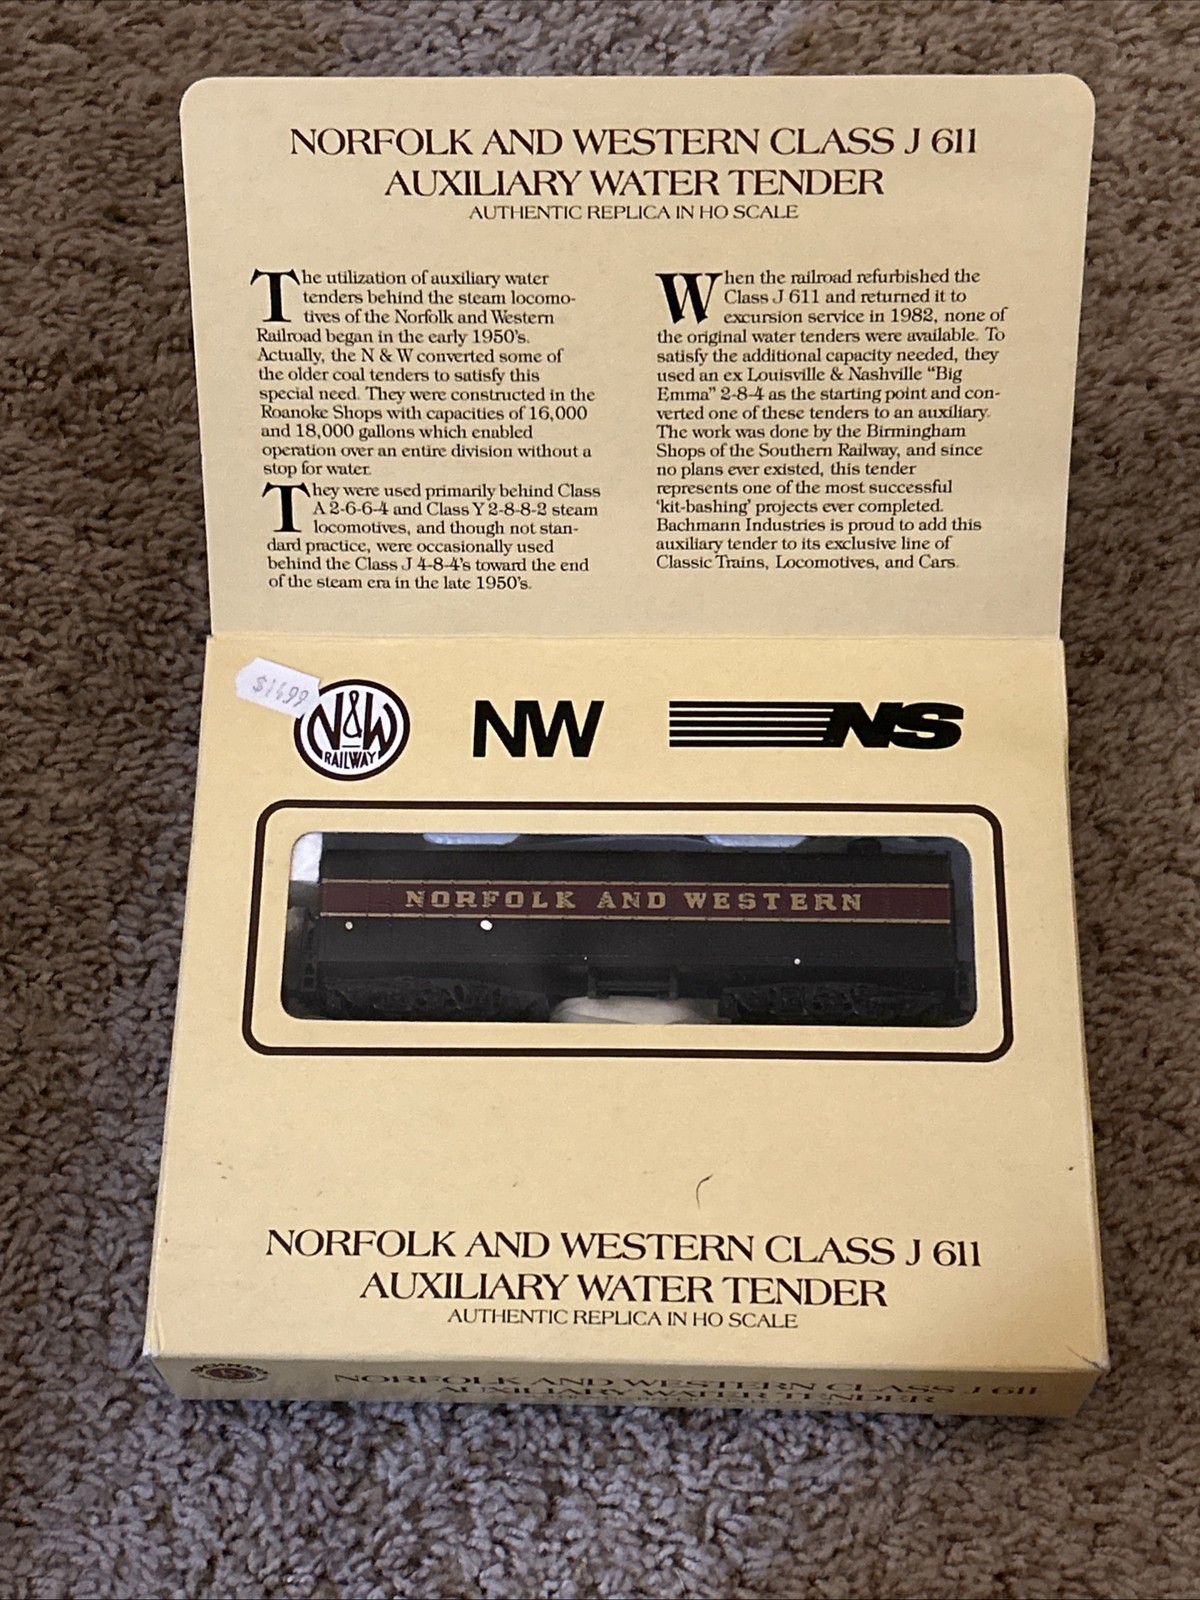 NORFOLK AND WESTERN CLASS J 611
AUXILIARY WATER TENDER
AUTHENTIC REPLICA IN HO SCALE
The utilization of auxiliary water
tenders behind the steam locomo-
tives of the Norfolk and Western
Railroad began in the early 1950's.
Actually, the N & W converted some of
the older coal tenders to satisfy this
special need. They were constructed in the
Roanoke Shops with capacities of 16,000
and 18,000 gallons which enabled
operation over an entire division without a
stop for water.
They were used primarily behind Class
A 2-6-6-4 and Class Y 2-8-8-2 steam
locomotives, and though not stan-
dard practice, were occasionally used
behind the Class J 4-8-4's toward the end
of the steam era in the late 1950's.
When the railroad refurbished the
Class J 611 and returned it to
excursion service in 1982, none of
the original water tenders were available. To
satisfy the additional capacity needed, they
used an ex Louisville & Nashville "Big
Emma" 2-8-4 as the starting point and con-
verted one of these tenders to an auxiliary.
The work was done by the Birmingham
Shops of the Southern Railway, and since
no plans ever existed, this tender
represents one of the most successful
'kit-bashing' projects ever completed.
Bachmann Industries is proud to add this
auxiliary tender to its exclusive line of
Classic Trains, Locomotives, and Cars.
$1499
N&W
RAILWAY
NW
NS
NORFOLK AND WESTERN
NORFOLK AND WESTERN CLASS J 611
AUXILIARY WATER TENDER
AUTHENTIC REPLICA IN HO SCALE
BACHMANN
NORFOLK AND WESTERN CLASS J 611
AUXILIARY WATER TENDER